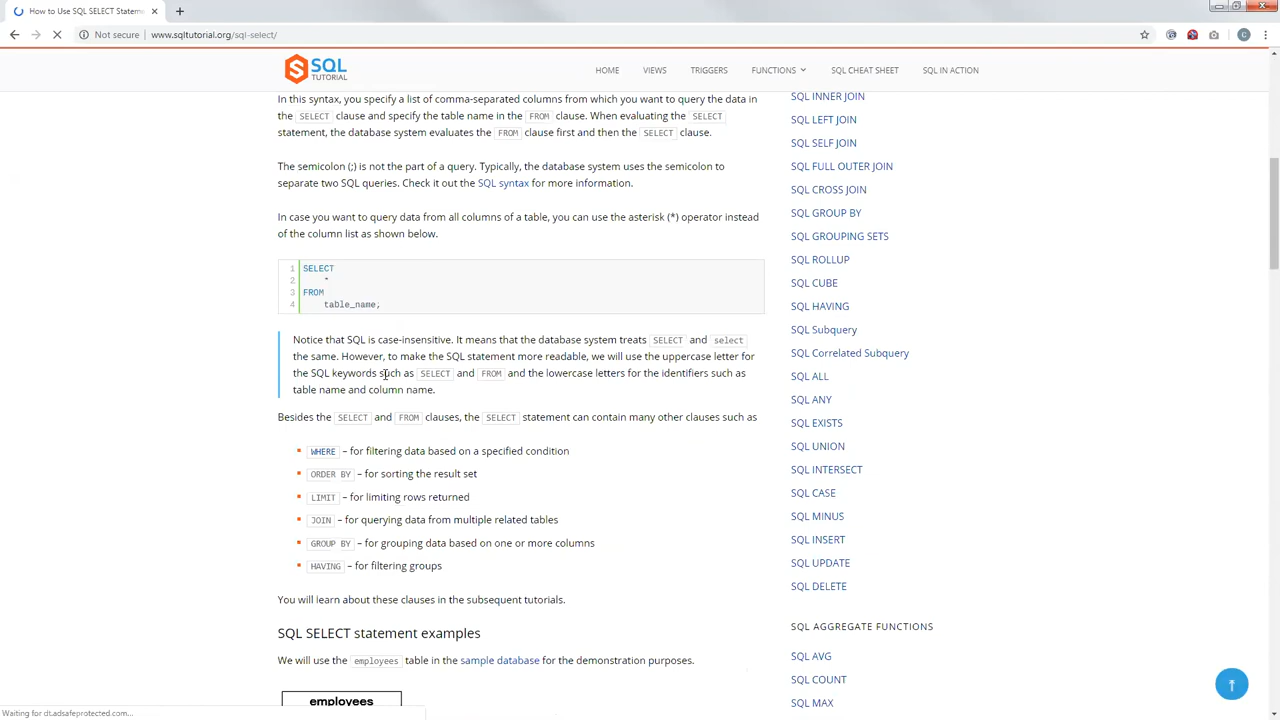 How to Use SQL SELECT Stateme
Not secure | www.sqltutorial.org/sql-select/
C
SQL
TUTORIAL
HOME VIEWS TRIGGERS FUNCTIONS SQL CHEAT SHEET SQL IN ACTION
In this syntax, you specify a list of comma-separated columns from which you want to query the data in
the SELECT clause and specify the table name in the FROM clause. When evaluating the SELECT
statement, the database system evaluates the FROM clause first and then the SELECT clause.
The semicolon (;) is not the part of a query. Typically, the database system uses the semicolon to
separate two SQL queries. Check it out the SQL syntax for more information.
In case you want to query data from all columns of a table, you can use the asterisk (*) operator instead
of the column list as shown below.
1 SELECT
2 *
3 FROM
4 table_name;
Notice that SQL is case-insensitive. It means that the database system treats SELECT and select
the same. However, to make the SQL statement more readable, we will use the uppercase letter for
the SQL keywords such as SELECT and FROM and the lowercase letters for the identifiers such as
table name and column name.
Besides the SELECT and FROM clauses, the SELECT statement can contain many other clauses such as
WHERE – for filtering data based on a specified condition
ORDER BY – for sorting the result set
LIMIT – for limiting rows returned
JOIN – for querying data from multiple related tables
GROUP BY – for grouping data based on one or more columns
HAVING – for filtering groups
You will learn about these clauses in the subsequent tutorials.
SQL SELECT statement examples
We will use the employees table in the sample database for the demonstration purposes.
employees
SQL INNER JOIN
SQL LEFT JOIN
SQL SELF JOIN
SQL FULL OUTER JOIN
SQL CROSS JOIN
SQL GROUP BY
SQL GROUPING SETS
SQL ROLLUP
SQL CUBE
SQL HAVING
SQL Subquery
SQL Correlated Subquery
SQL ALL
SQL ANY
SQL EXISTS
SQL UNION
SQL INTERSECT
SQL CASE
SQL MINUS
SQL INSERT
SQL UPDATE
SQL DELETE
SQL AGGREGATE FUNCTIONS
SQL AVG
SQL COUNT
SQL MAX
Waiting for dt.adsafeprotected.com...